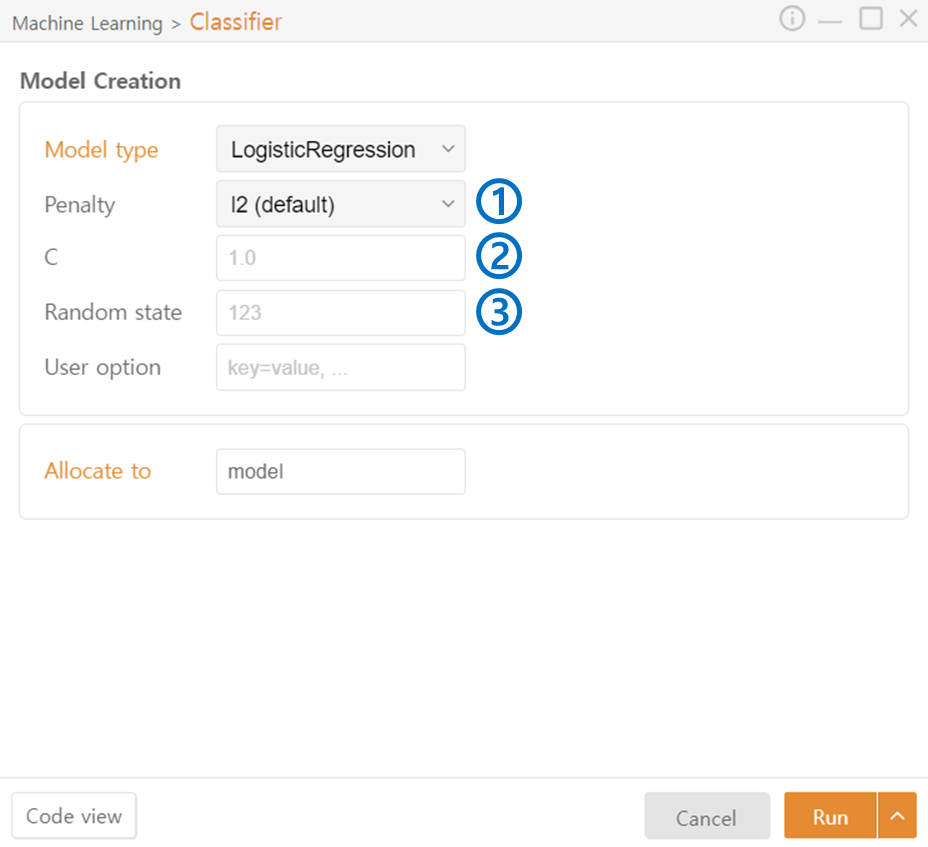 Machine Learning > Classifier
Model Creation
Model type LogisticRegression
Penalty l2 (default) ①
C 1.0 ②
Random state 123 ③
User option key=value, ...
Allocate to model
Code view Cancel Run